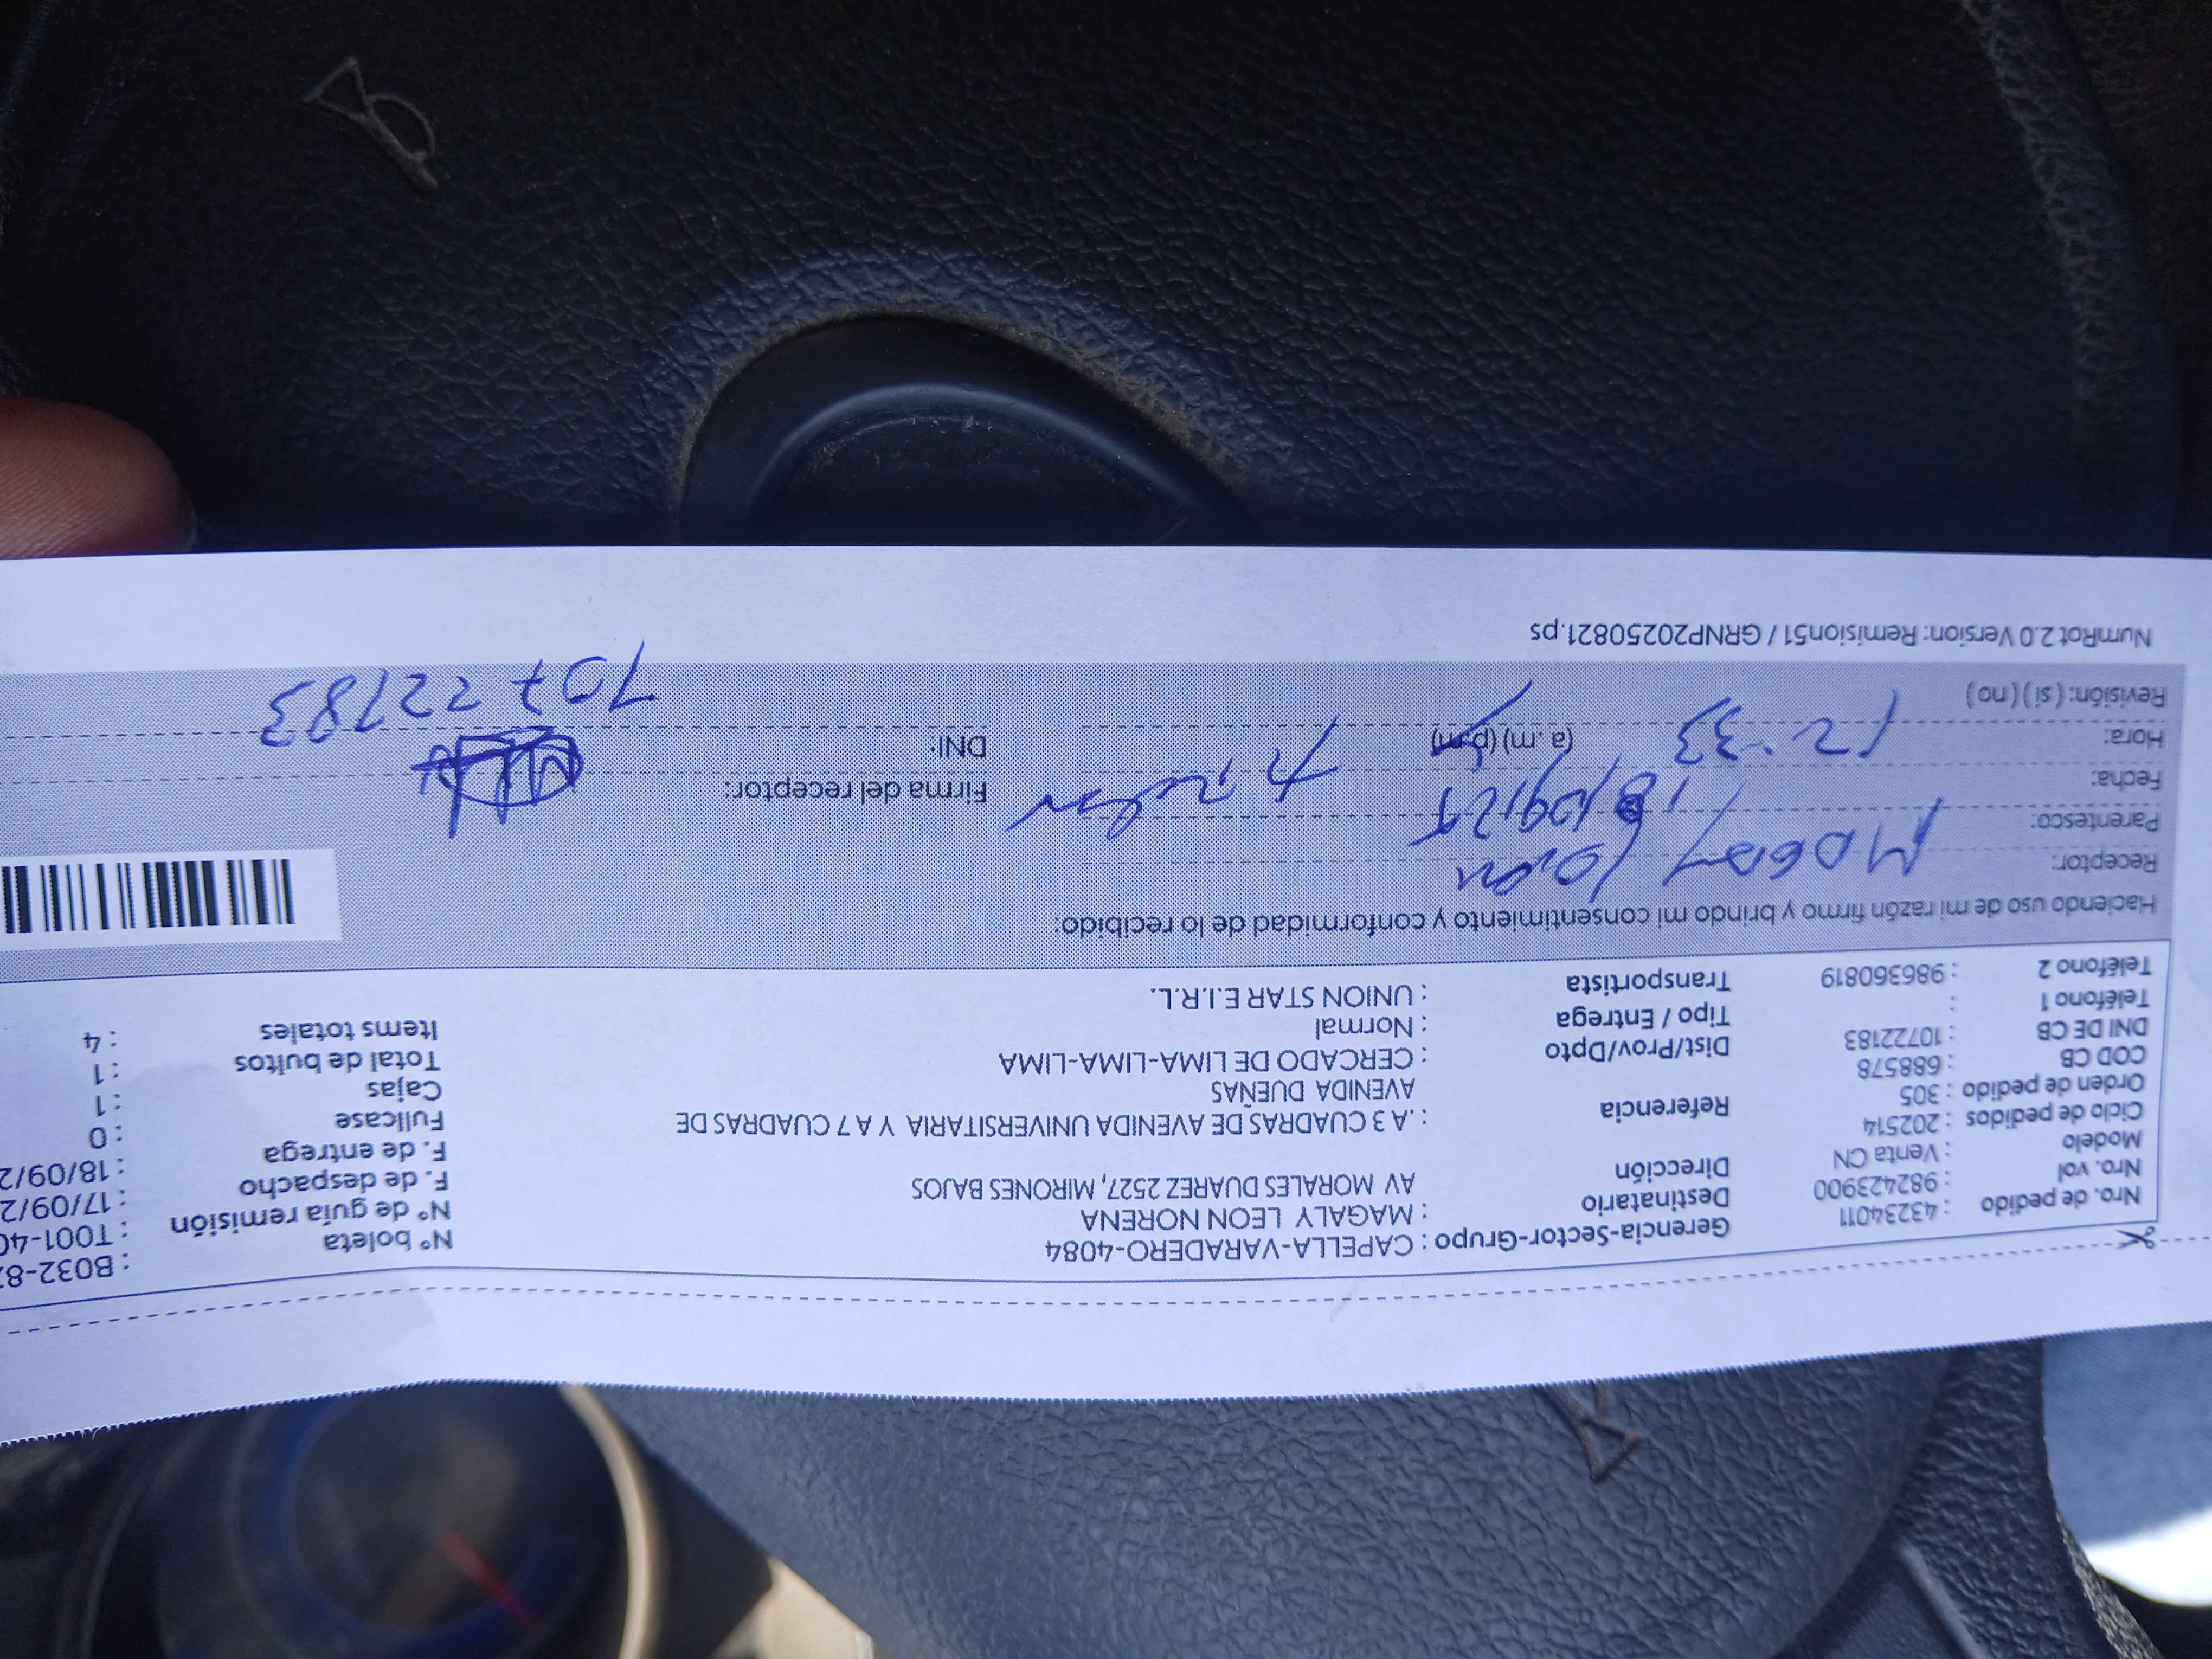 Gerencia-Sector-Grupo : CAPELLA-VARADERO-4084
Nro. de pedido : 43234011
Destinatario : MAGALY LEON NORENA
Nro. vol : 982423900
Dirección AV MORALES DUAREZ 2527, MIRONES BAJOS
Modelo : Venta CN
Ciclo de pedidos : 202514
Referencia : .A 3 CUADRAS DE AVENIDA UNIVERSITARIA Y A 7 CUADRAS DE
AVENIDA DUEÑAS
Orden de pedido : 305
COD CB : 688578
Dist/Prov/Dpto : CERCADO DE LIMA-LIMA-LIMA
DNI DE CB : 10722183
Tipo / Entrega : Normal
Teléfono 1 :
Transportista : UNION STAR E.I.R.L.
Teléfono 2 : 986360819
N° boleta : B032-8
N° de guía remisión : T001-40
F. de despacho : 17/09/2
F. de entrega : 18/09/2
Fullcase : 0
Cajas : 1
Total de bultos : 1
Items totales : 4
Haciendo uso de mi razón firmo y brindo mi consentimiento y conformidad de lo recibido:
Receptor:
Parentesco:
Fecha: 18/09/25
Hora: 12:33 (a. m) (p.m)
Revisión: ( si ) ( no )
Firma del receptor:
DNI:
NumRot 2.0 Version: Remision51 / GRNP20250821.ps